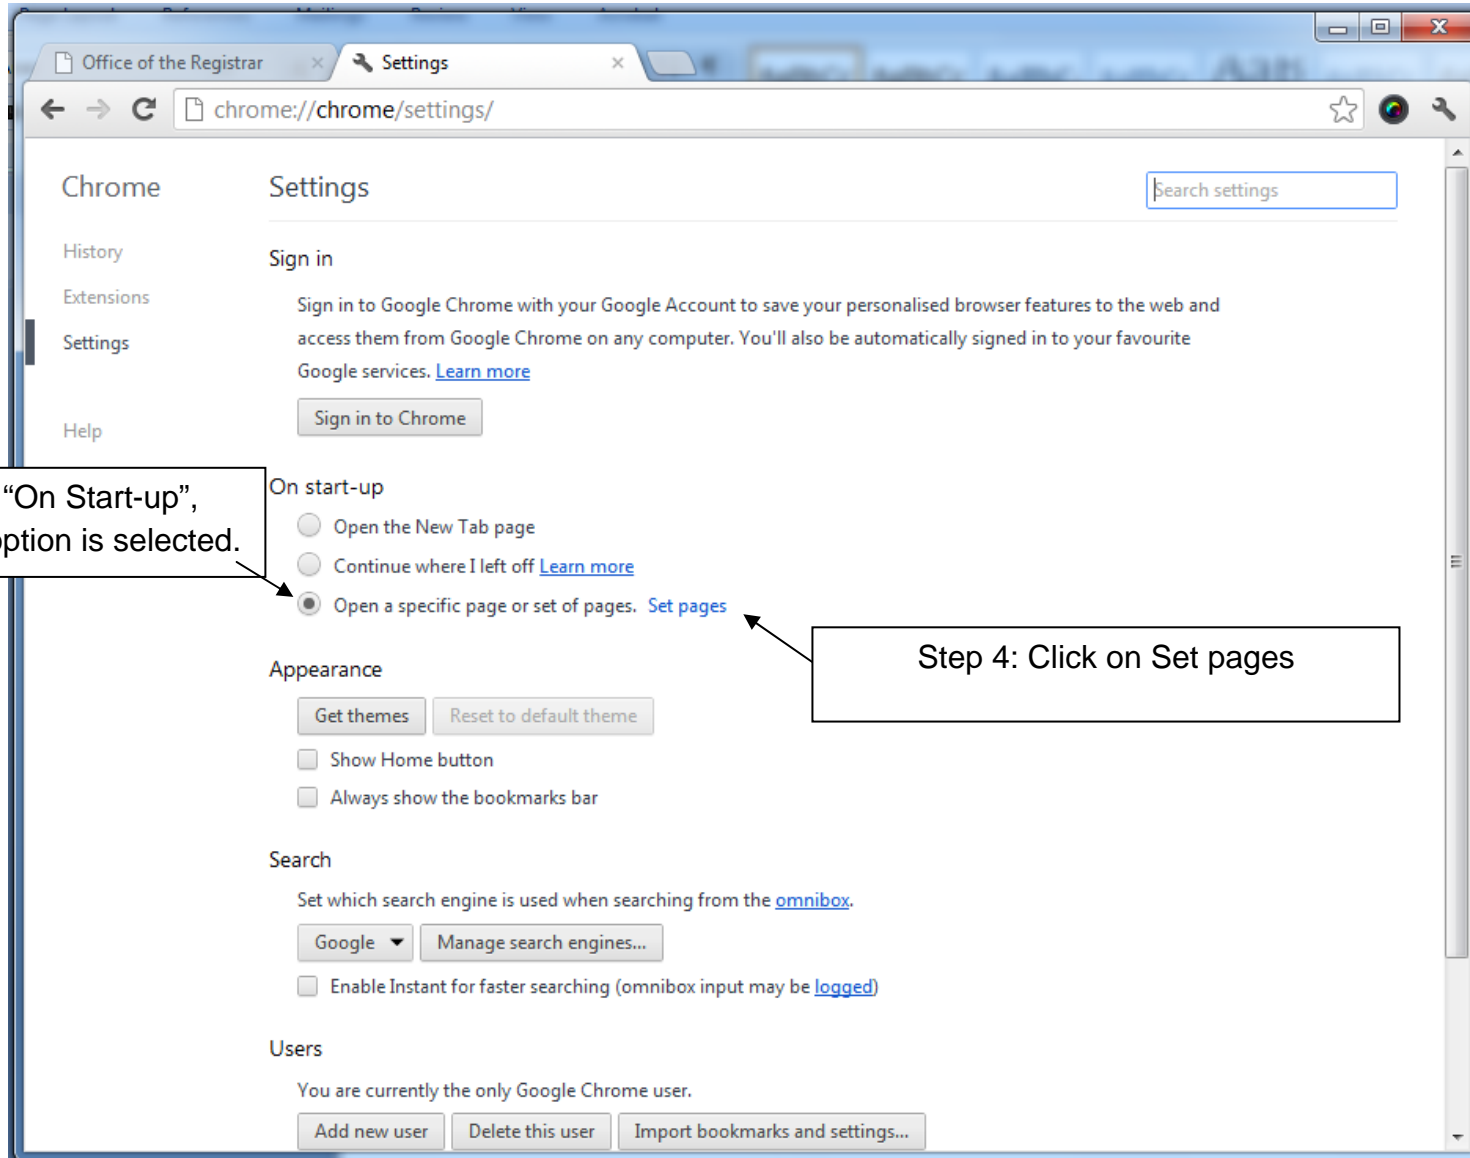 Office of the Registrar
Settings
chrome://chrome/settings/
Chrome
Settings
Search settings
History
Extensions
Settings
Help
Sign in
Sign in to Google Chrome with your Google Account to save your personalised browser features to the web and
access them from Google Chrome on any computer. You'll also be automatically signed in to your favourite
Google services. Learn more
Sign in to Chrome
“On Start-up”,
option is selected.
On start-up
Open the New Tab page
Continue where I left off Learn more
Open a specific page or set of pages. Set pages
Step 4: Click on Set pages
Appearance
Get themes Reset to default theme
Show Home button
Always show the bookmarks bar
Search
Set which search engine is used when searching from the omnibox.
Google Manage search engines...
Enable Instant for faster searching (omnibox input may be logged)
Users
You are currently the only Google Chrome user.
Add new user Delete this user Import bookmarks and settings...